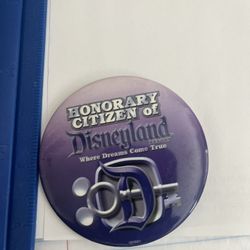 HONORARY
CITIZEN of
Disneyland
Where Dreams Come True
D